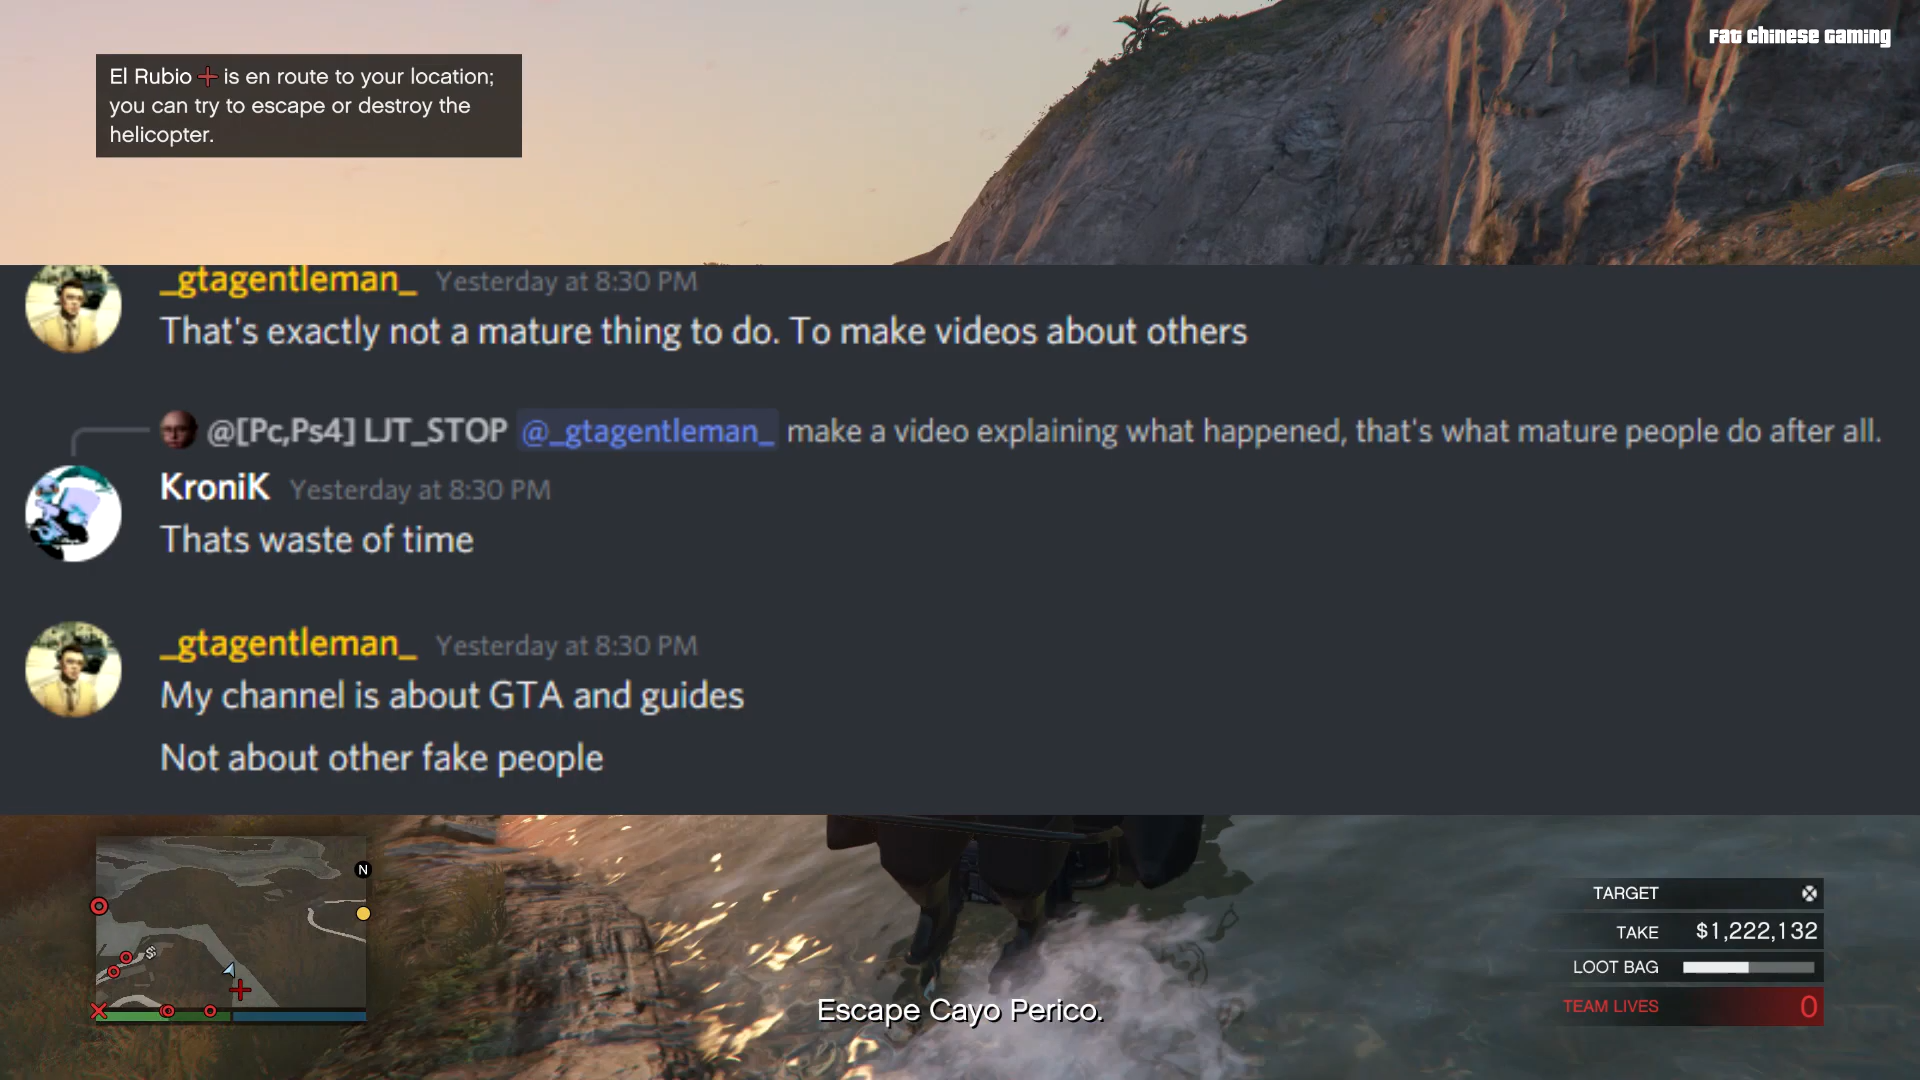 Fat Chinese Gaming
El Rubio is en route to your location;
you can try to escape or destroy the
helicopter.
_gtagentleman_ Yesterday at 8:30 PM
That's exactly not a mature thing to do. To make videos about others
@[Pc,Ps4] LJT_STOP @_gtagentleman_ make a video explaining what happened, that's what mature people do after all.
KroniK Yesterday at 8:30 PM
Thats waste of time
_gtagentleman_ Yesterday at 8:30 PM
My channel is about GTA and guides
Not about other fake people
N
$
TARGET
TAKE $1,222,132
LOOT BAG
TEAM LIVES 0
Escape Cayo Perico.